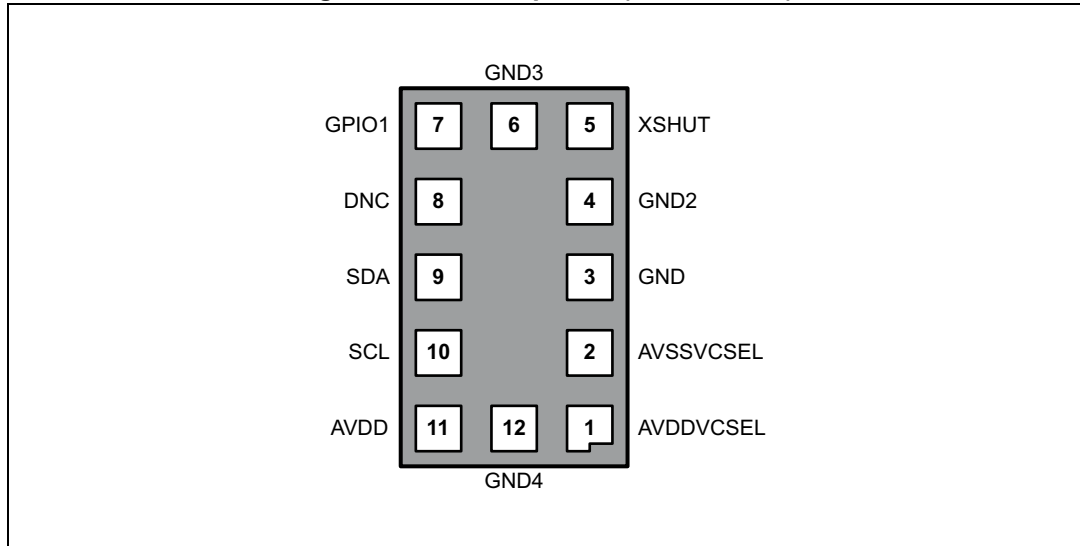 GND3
GPIO1 7 6 5 XSHUT
DNC 8 4 GND2
SDA 9 3 GND
SCL 10 2 AVSSVCSEL
AVDD 11 12 1 AVDDVCSEL
GND4